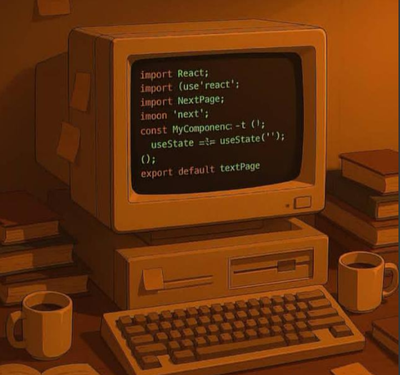 import React;
import (use'react';
import NextPage;
imoon 'next';
const MyComponenc -t (';
useState =!= useState('');
();
export default textPage